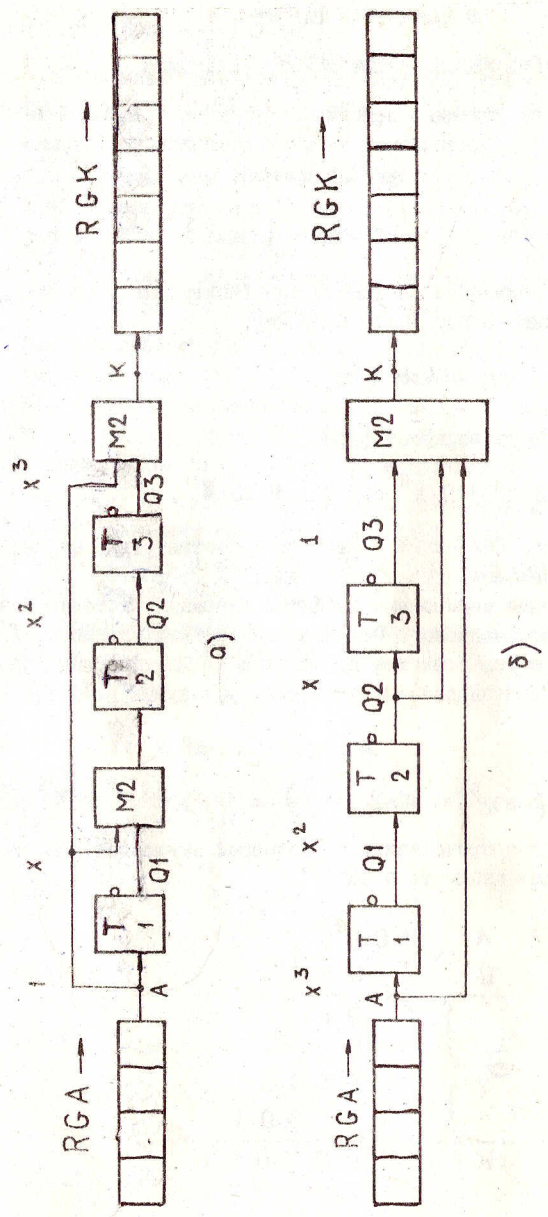 RGA → RGK →
1 x x² x³
A T 1 Q1 M2 T 2 Q2 T 3 Q3 M2 K
а)
RGA → RGK →
x³ x² x 1
A T 1 Q1 T 2 Q2 T 3 Q3 M2 K
б)